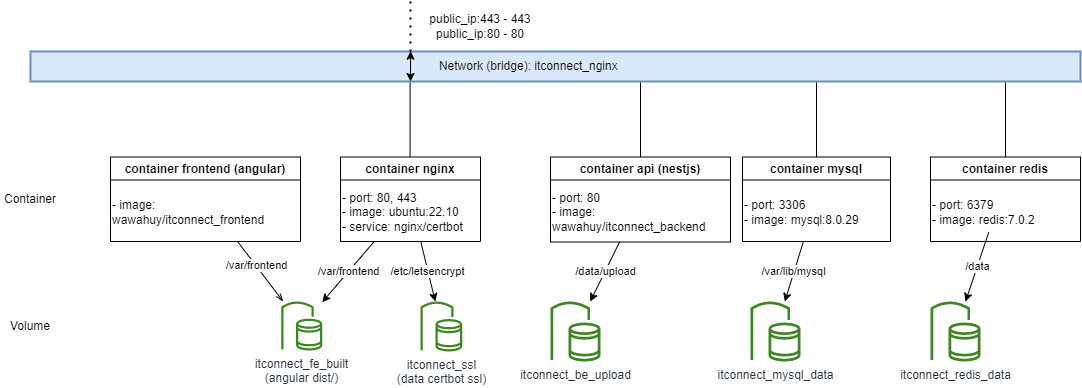 public_ip:443 - 443
public_ip:80 - 80
Network (bridge): itconnect_nginx
Container
container frontend (angular)
- image:
wawahuy/itconnect_frontend
container nginx
- port: 80, 443
- image: ubuntu:22.10
- service: nginx/certbot
container api (nestjs)
- port: 80
- image:
wawahuy/itconnect_backend
container mysql
- port: 3306
- image: mysql:8.0.29
container redis
- port: 6379
- image: redis:7.0.2
/var/frontend
/var/frontend
/etc/letsencrypt
/data/upload
/var/lib/mysql
/data
Volume
itconnect_fe_built
(angular dist/)
itconnect_ssl
(data certbot ssl)
itconnect_be_upload
itconnect_mysql_data
itconnect_redis_data